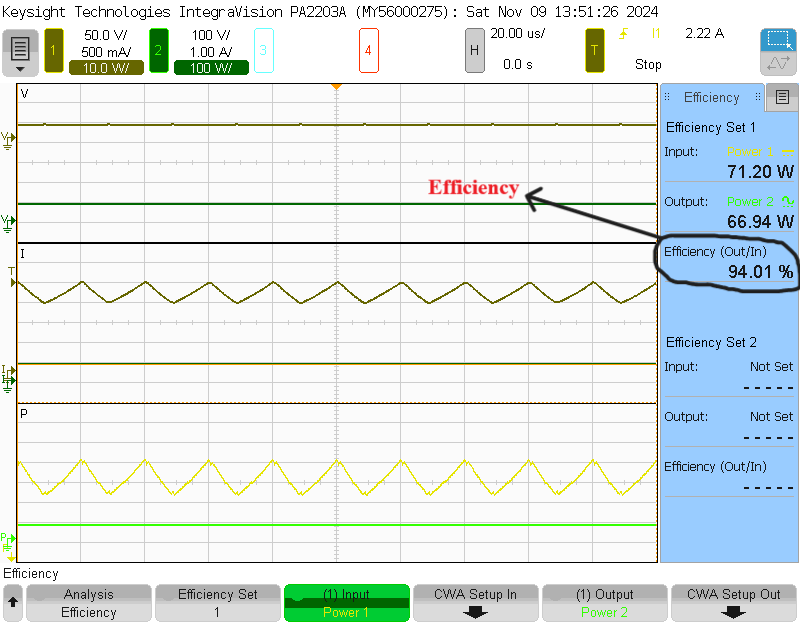 Keysight Technologies IntegraVision PA2203A (MY56000275): Sat Nov 09 13:51:26 2024
1 50.0 V/ 500 mA/ 10.0 W/
2 100 V/ 1.00 A/ 100 W/
3
4
H 20.00 us/ 0.0 s
T I1 2.22 A Stop
V
V
V
I
T
I
I
P
P
Efficiency
Efficiency
Efficiency Set 1
Input: Power 1
71.20 W
Output: Power 2
66.94 W
Efficiency (Out/In)
94.01 %
Efficiency Set 2
Input: Not Set
- - - - -
Output: Not Set
- - - - -
Efficiency (Out/In)
- - - - -
Efficiency
Analysis
Efficiency
Efficiency Set
1
(1) Input
Power 1
CWA Setup In
(1) Output
Power 2
CWA Setup Out